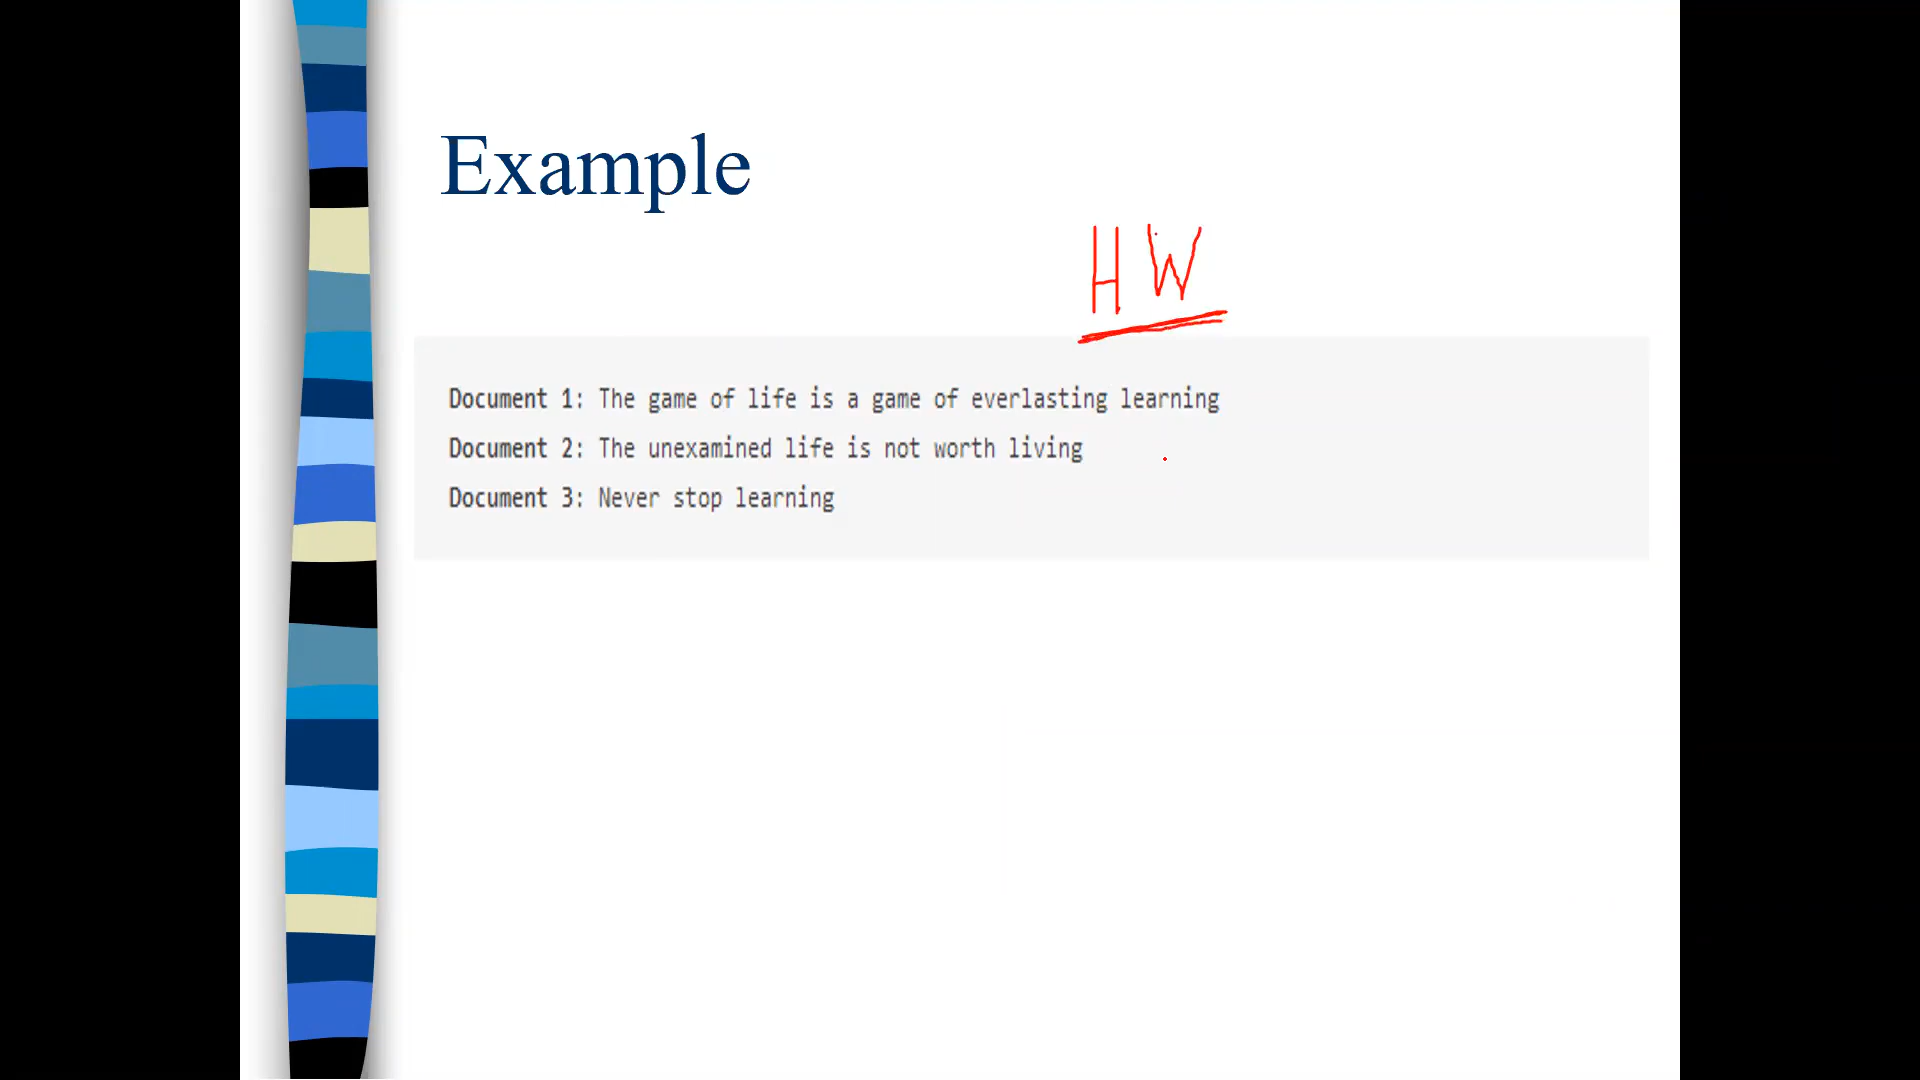 Example
HW
Document 1: The game of life is a game of everlasting learning
Document 2: The unexamined life is not worth living
Document 3: Never stop learning